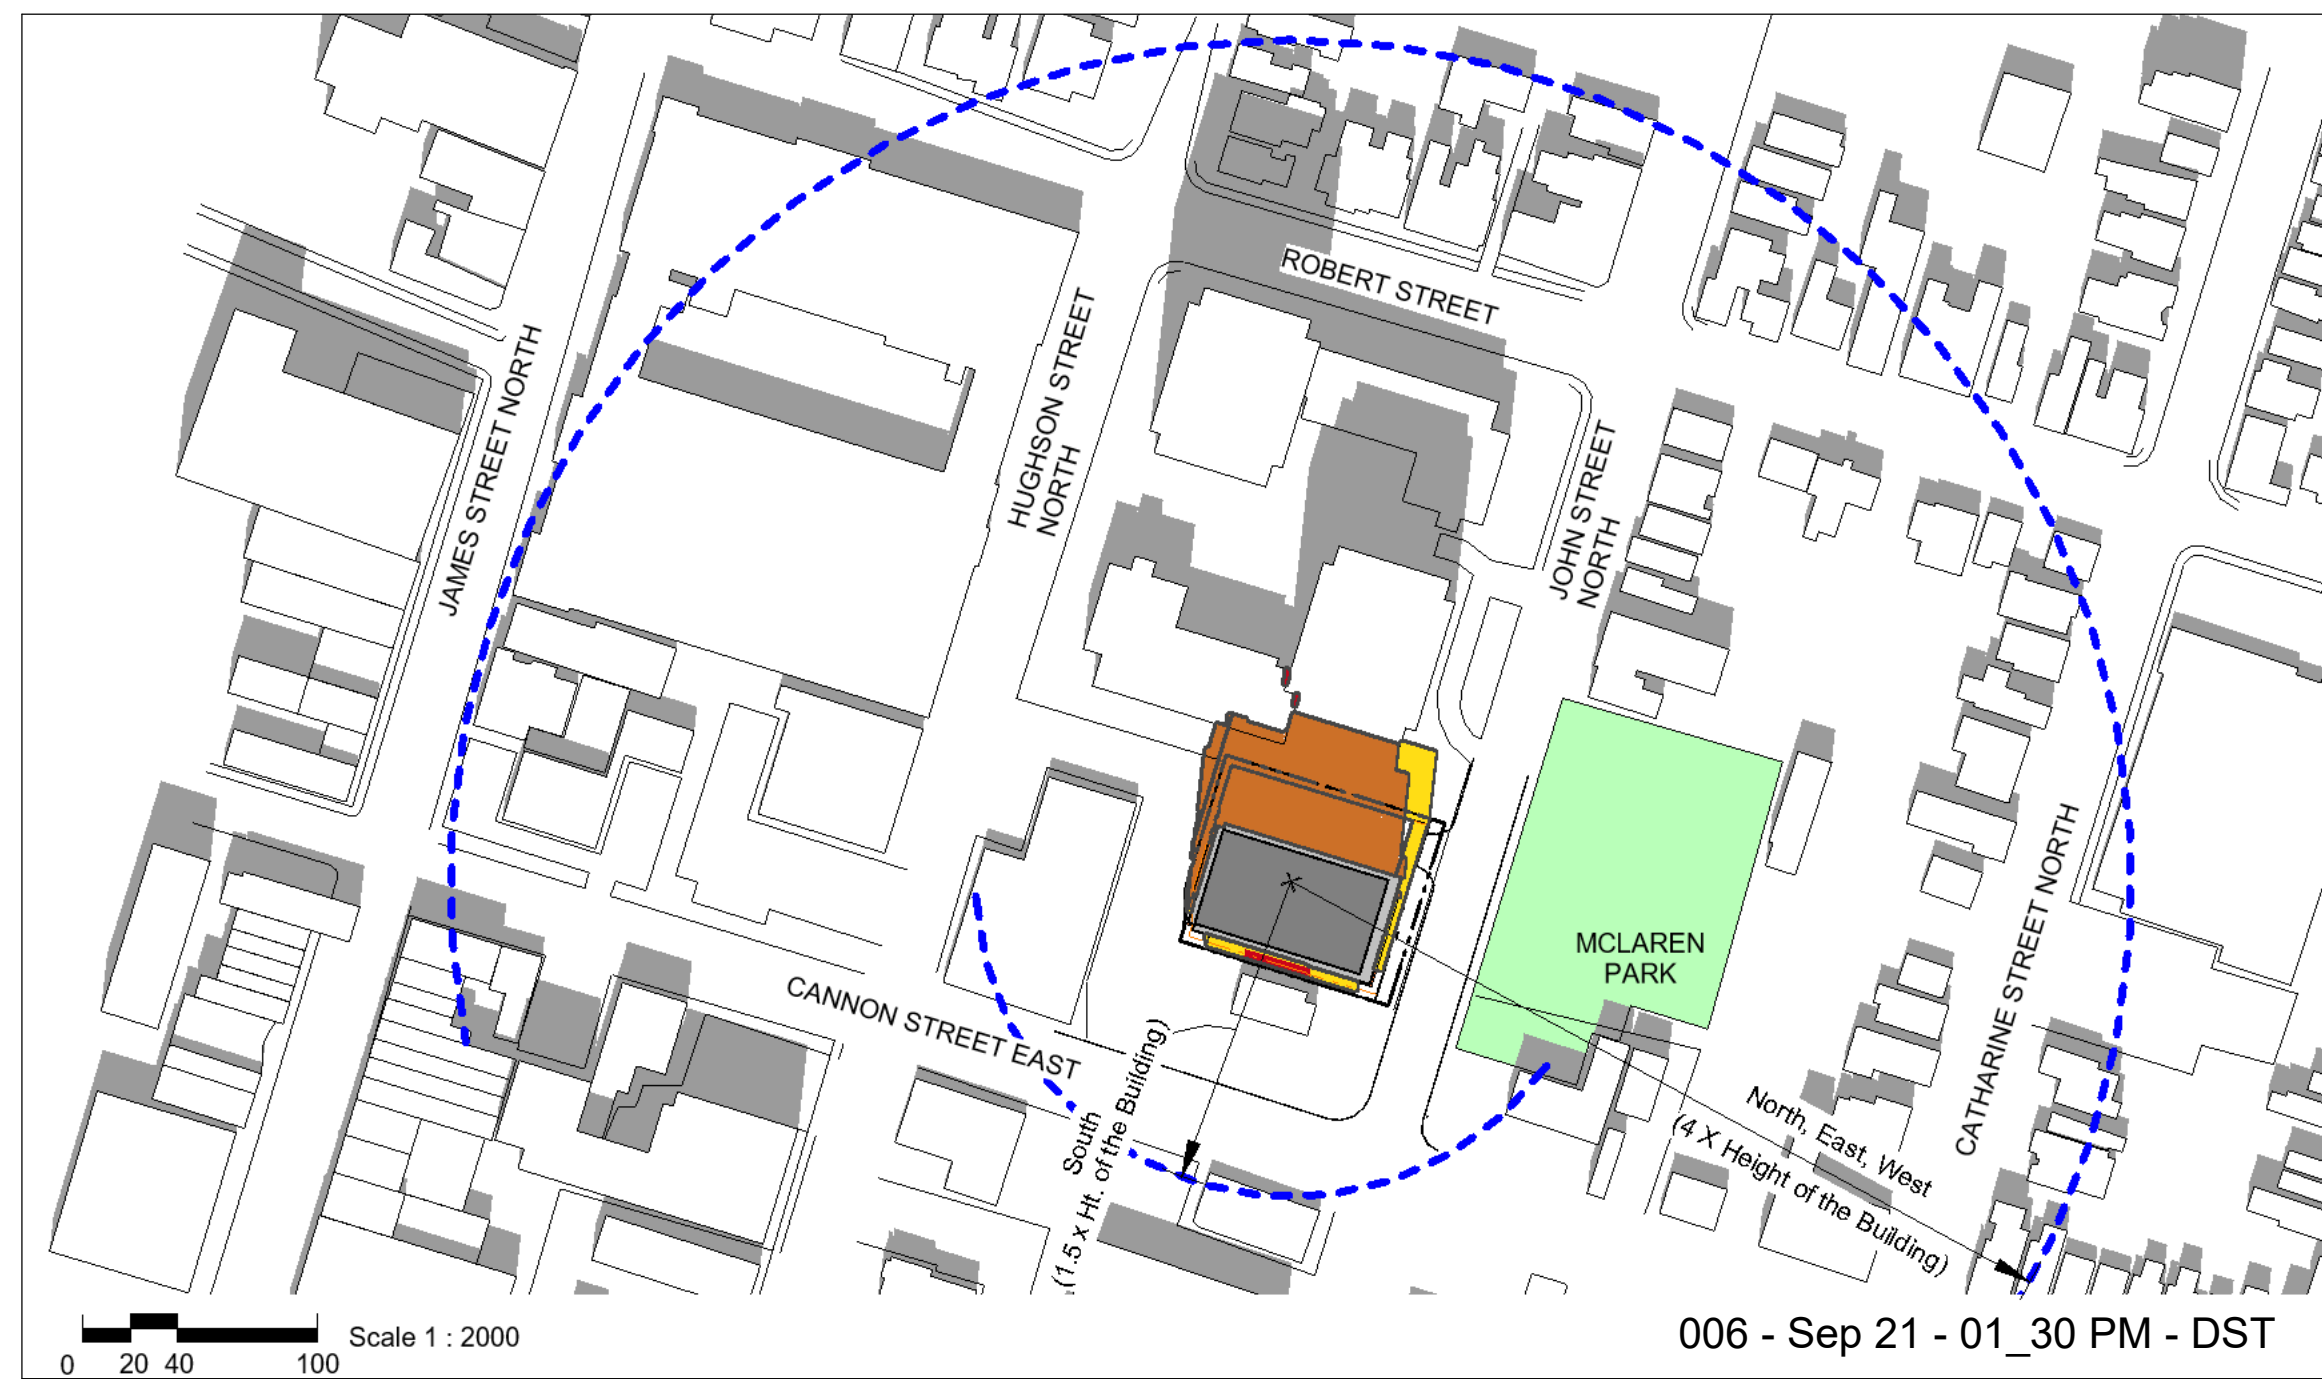 ROBERT STREET
HUGHSON STREET
NORTH
JAMES STREET NORTH
JOHN STREET
NORTH
MCLAREN
PARK
CATHARINE STREET NORTH
CANNON STREET EAST
South
(1.5 x Ht. of the Building)
North, East, West
(4 X Height of the Building)
0 20 40 100
Scale 1 : 2000
006 - Sep 21 - 01_30 PM - DST